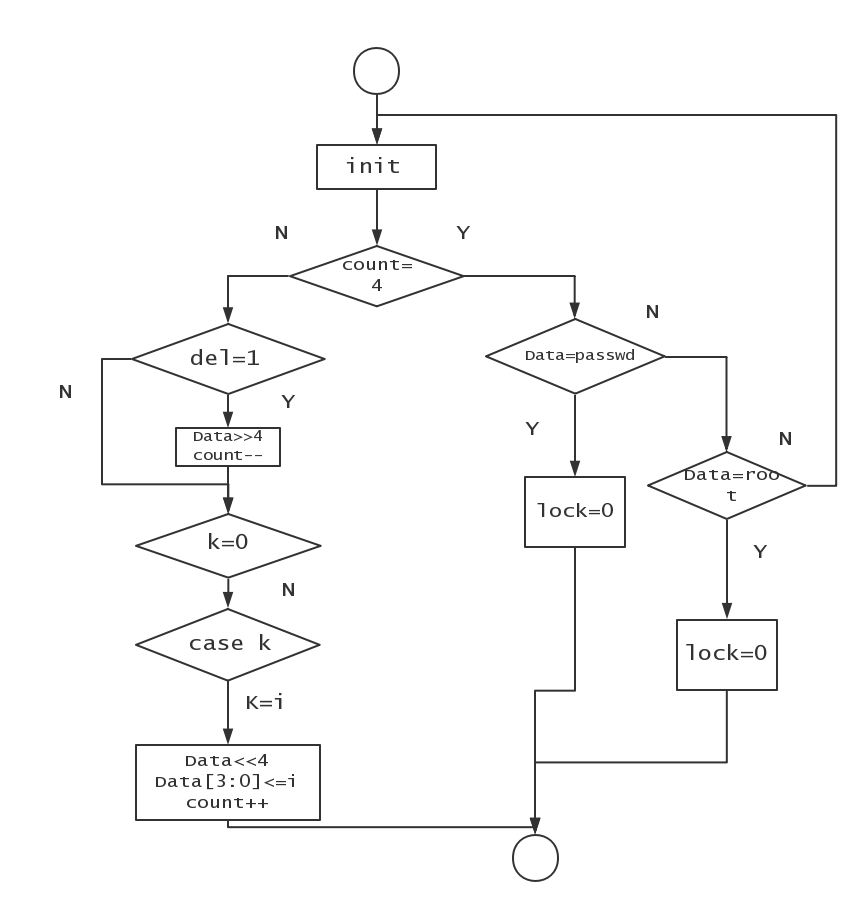 init
N
Y
count=
4
N
del=1
Data=passwd
N
Y
Y
Data>>4
count--
N
Data=roo
t
lock=0
k=0
Y
N
case k
lock=0
K=i
Data<<4
Data[3:0]<=i
count++